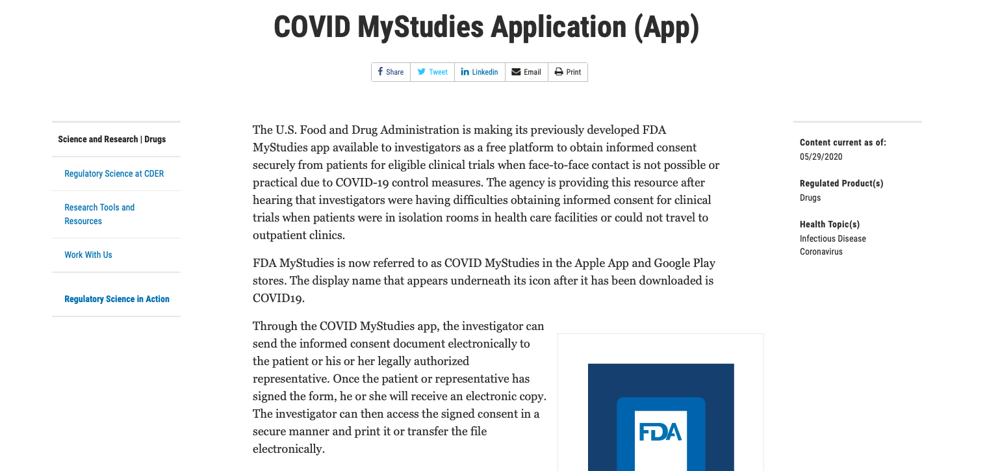 COVID MyStudies Application (App)
Share
Tweet
Linkedin
Email
Print
Science and Research | Drugs
Regulatory Science at CDER
Research Tools and
Resources
Work With Us
Regulatory Science in Action
The U.S. Food and Drug Administration is making its previously developed FDA
MyStudies app available to investigators as a free platform to obtain informed consent
securely from patients for eligible clinical trials when face-to-face contact is not possible or
practical due to COVID-19 control measures. The agency is providing this resource after
hearing that investigators were having difficulties obtaining informed consent for clinical
trials when patients were in isolation rooms in health care facilities or could not travel to
outpatient clinics.
FDA MyStudies is now referred to as COVID MyStudies in the Apple App and Google Play
stores. The display name that appears underneath its icon after it has been downloaded is
COVID19.
Through the COVID MyStudies app, the investigator can
send the informed consent document electronically to
the patient or his or her legally authorized
representative. Once the patient or representative has
signed the form, he or she will receive an electronic copy.
The investigator can then access the signed consent in a
secure manner and print it or transfer the file
electronically.
FDA
Content current as of:
05/29/2020
Regulated Product(s)
Drugs
Health Topic(s)
Infectious Disease
Coronavirus